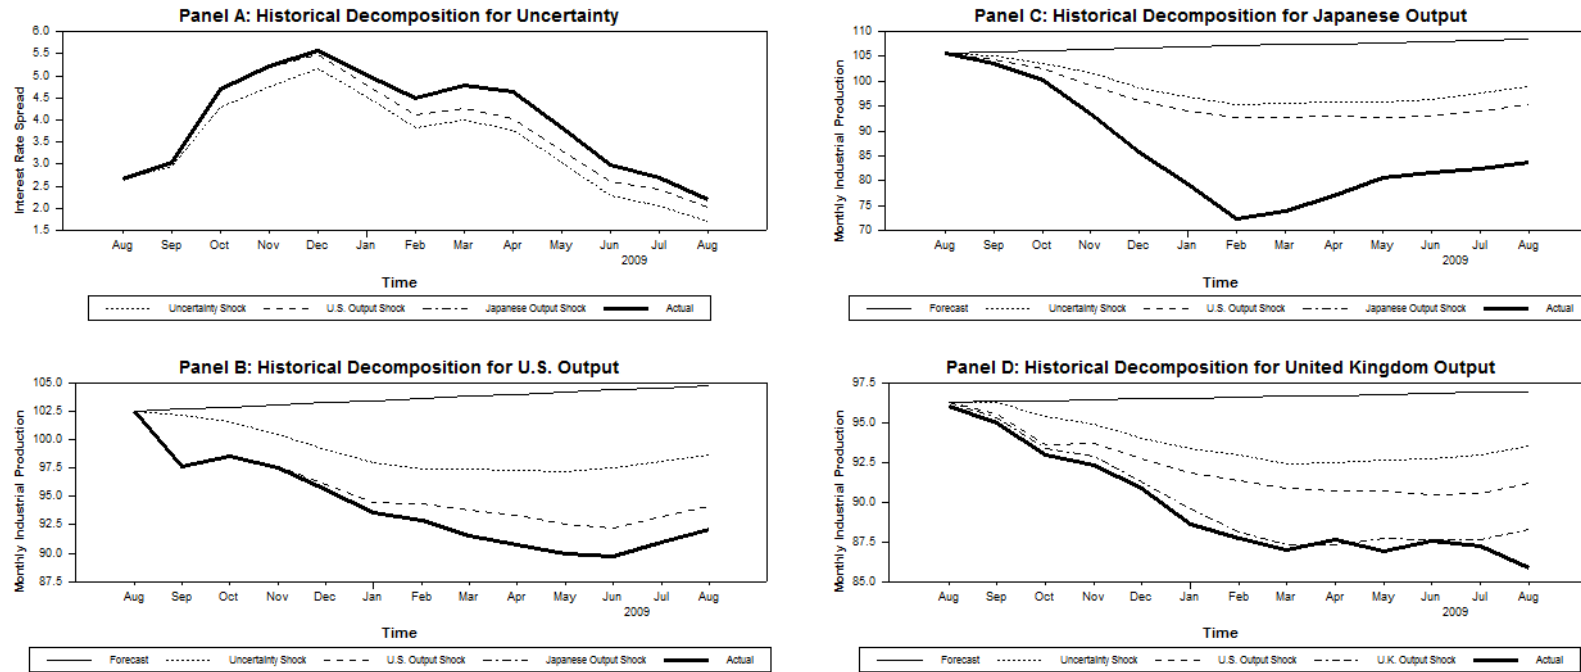 Panel A: Historical Decomposition for Uncertainty
Interest Rate Spread
6.0
5.5
5.0
4.5
4.0
3.5
3.0
2.5
2.0
1.5
Aug Sep Oct Nov Dec Jan Feb Mar Apr May Jun Jul Aug
2009
Time
Uncertainty Shock U.S. Output Shock Japanese Output Shock Actual
Panel C: Historical Decomposition for Japanese Output
Monthly Industrial Production
110
105
100
95
90
85
80
75
70
Aug Sep Oct Nov Dec Jan Feb Mar Apr May Jun Jul Aug
2009
Time
Forecast Uncertainty Shock U.S. Output Shock Japanese Output Shock Actual
Panel B: Historical Decomposition for U.S. Output
Monthly Industrial Production
105.0
102.5
100.0
97.5
95.0
92.5
90.0
87.5
Aug Sep Oct Nov Dec Jan Feb Mar Apr May Jun Jul Aug
2009
Time
Forecast Uncertainty Shock U.S. Output Shock Japanese Output Shock Actual
Panel D: Historical Decomposition for United Kingdom Output
Monthly Industrial Production
97.5
95.0
92.5
90.0
87.5
85.0
Aug Sep Oct Nov Dec Jan Feb Mar Apr May Jun Jul Aug
2009
Time
Forecast Uncertainty Shock U.S. Output Shock U.K. Output Shock Actual